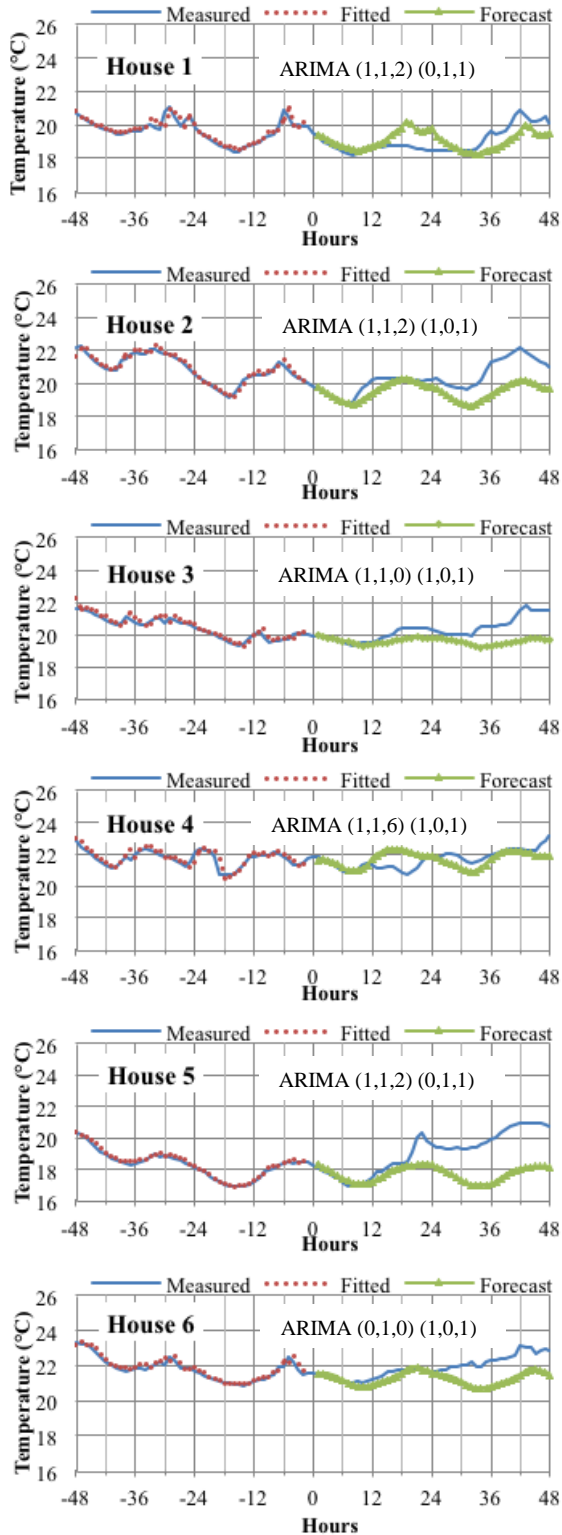 Measured Fitted Forecast
Temperature (°C)
26
24
22
20
18
16
House 1 ARIMA (1,1,2) (0,1,1)
-48 -36 -24 -12 0 12 24 36 48
Hours
Measured Fitted Forecast
Temperature (°C)
26
24
22
20
18
16
House 2 ARIMA (1,1,2) (1,0,1)
-48 -36 -24 -12 0 12 24 36 48
Hours
Measured Fitted Forecast
Temperature (°C)
26
24
22
20
18
16
House 3 ARIMA (1,1,0) (1,0,1)
-48 -36 -24 -12 0 12 24 36 48
Hours
Measured Fitted Forecast
Temperature (°C)
26
24
22
20
18
16
House 4 ARIMA (1,1,6) (1,0,1)
-48 -36 -24 -12 0 12 24 36 48
Hours
Measured Fitted Forecast
Temperature (°C)
26
24
22
20
18
16
House 5 ARIMA (1,1,2) (0,1,1)
-48 -36 -24 -12 0 12 24 36 48
Hours
Measured Fitted Forecast
Temperature (°C)
26
24
22
20
18
16
House 6 ARIMA (0,1,0) (1,0,1)
-48 -36 -24 -12 0 12 24 36 48
Hours